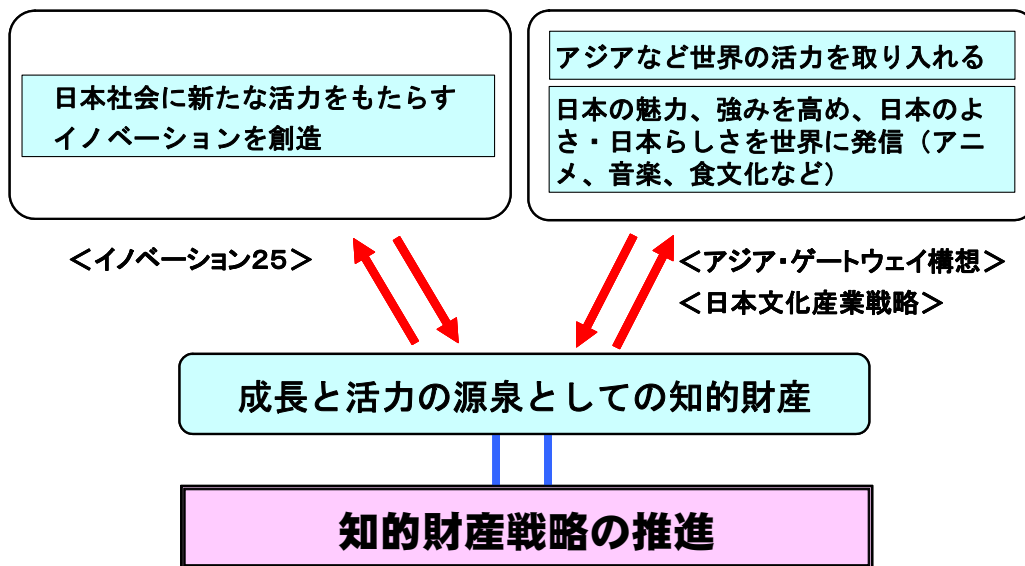 日本社会に新たな活力をもたらす
イノベーションを創造
アジアなど世界の活力を取り入れる
日本の魅力、強みを高め、日本のよ
さ・日本らしさを世界に発信（アニ
メ、音楽、食文化など）
＜イノベーション25＞
＜アジア・ゲートウェイ構想＞
＜日本文化産業戦略＞
成長と活力の源泉としての知的財産
知的財産戦略の推進